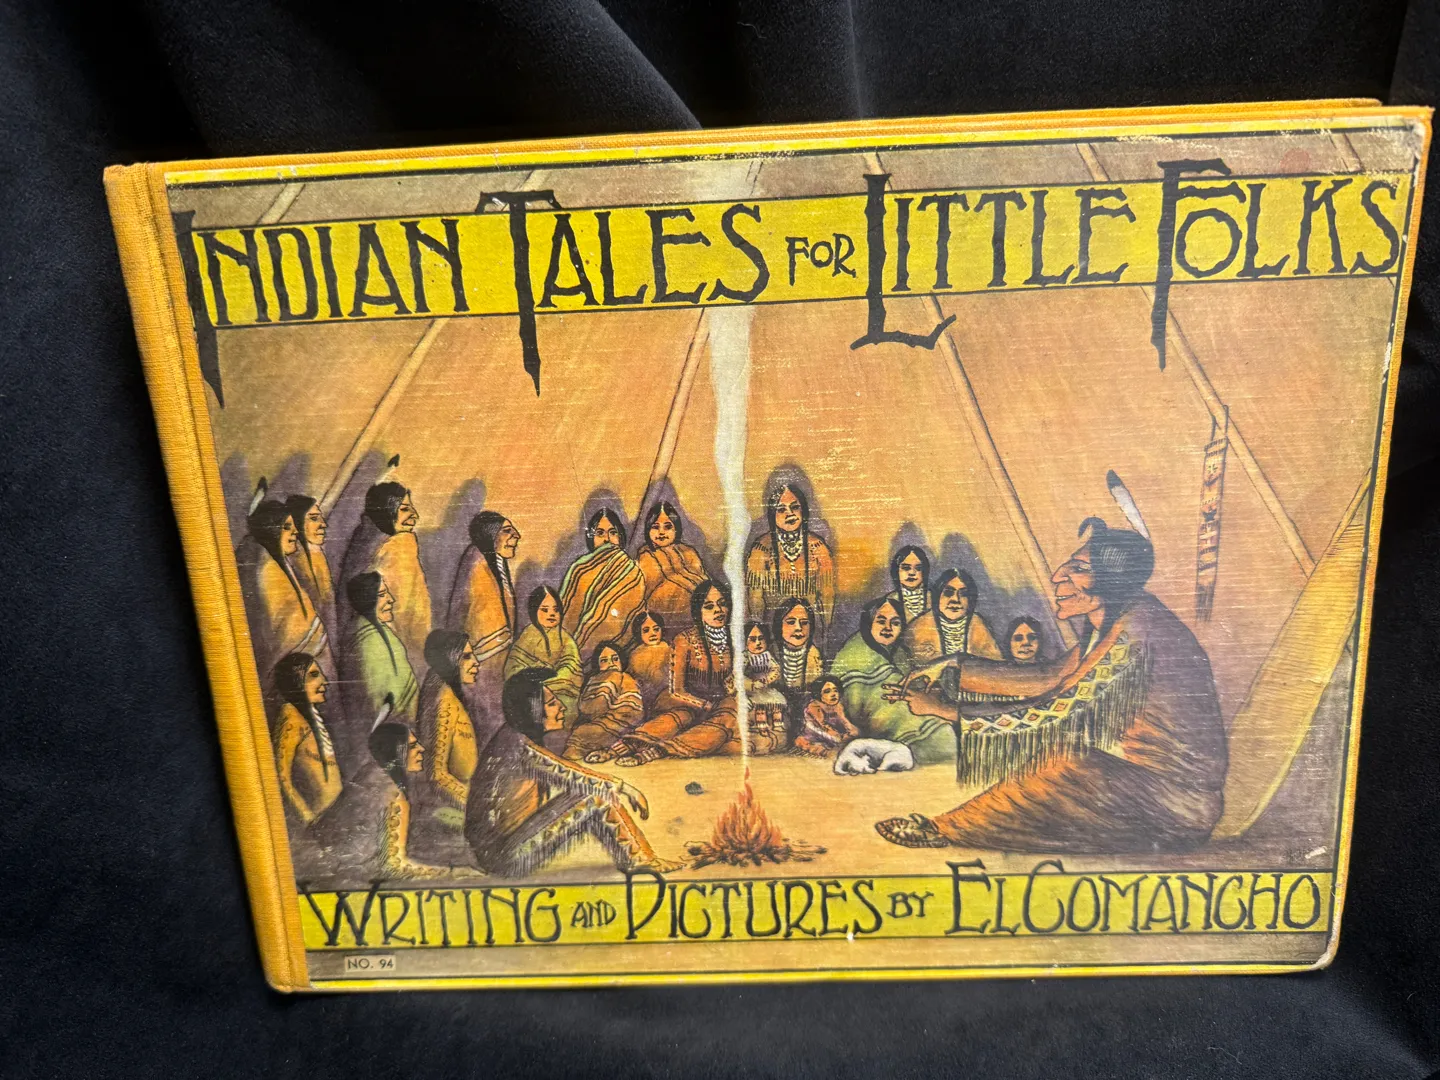 INDIAN TALES FOR LITTLE FOLKS
WRITING AND PICTURES BY EL COMANCHO
NO. 94